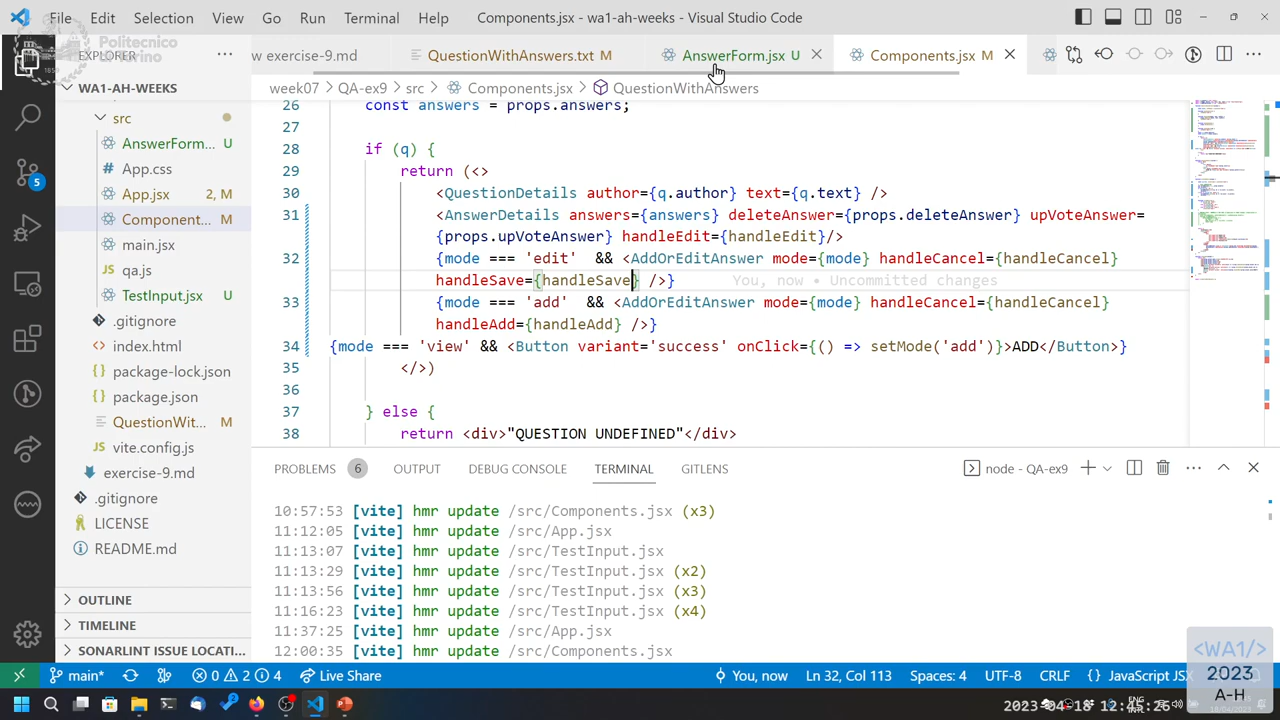 File Edit Selection View Go Run Terminal Help Components.jsx - wa1-ah-weeks - Visual Studio Code
Politecnico
EXPLORER
w exercise-9.md QuestionWithAnswers.txt M AnswerForm.jsx U Components.jsx M
WA1-AH-WEEKS
week07 QA-ex9 src Components.jsx QuestionWithAnswers
src
AnswerForm... U
App.css
App.jsx 2, M
Component... M
main.jsx
qa.js
TestInput.jsx U
.gitignore
index.html
package-lock.json
package.json
QuestionWit... M
vite.config.js
exercise-9.md
.gitignore
LICENSE
README.md
OUTLINE
TIMELINE
SONARLINT ISSUE LOCATI...
5
26 const answers = props.answers;
27
28 if (q) {
29 return (<>
30 <QuestionDetails author={q.author} text={q.text} />
31 <AnswerDetails answers={answers} deleteAnswer={props.deleteAnswer} upVoteAnswer=
{props.upVoteAnswer} handleEdit={handleEdit}/>
32 {mode === 'edit' && <AddOrEditAnswer mode={mode} handleCancel={handleCancel}
handleSave={handleSave} />} You, now • Uncommitted changes
33 {mode === 'add' && <AddOrEditAnswer mode={mode} handleCancel={handleCancel}
handleAdd={handleAdd} />}
34 {mode === 'view' && <Button variant='success' onClick={() => setMode('add')}>ADD</Button>}
35 </>)
36
37 } else {
38 return <div>"QUESTION UNDEFINED"</div>
PROBLEMS 6 OUTPUT DEBUG CONSOLE TERMINAL GITLENS node - QA-ex9
10:57:53 [vite] hmr update /src/Components.jsx (x3)
11:12:05 [vite] hmr update /src/App.jsx
11:13:07 [vite] hmr update /src/TestInput.jsx
11:13:29 [vite] hmr update /src/TestInput.jsx (x2)
11:13:56 [vite] hmr update /src/TestInput.jsx (x3)
11:16:23 [vite] hmr update /src/TestInput.jsx (x4)
11:37:25 [vite] hmr update /src/App.jsx
12:00:35 [vite] hmr update /src/Components.jsx
<WA1/>
2023
A-H
main* 0 2 4 Live Share You, now Ln 32, Col 113 Spaces: 4 UTF-8 CRLF
ENG
18/04/2023